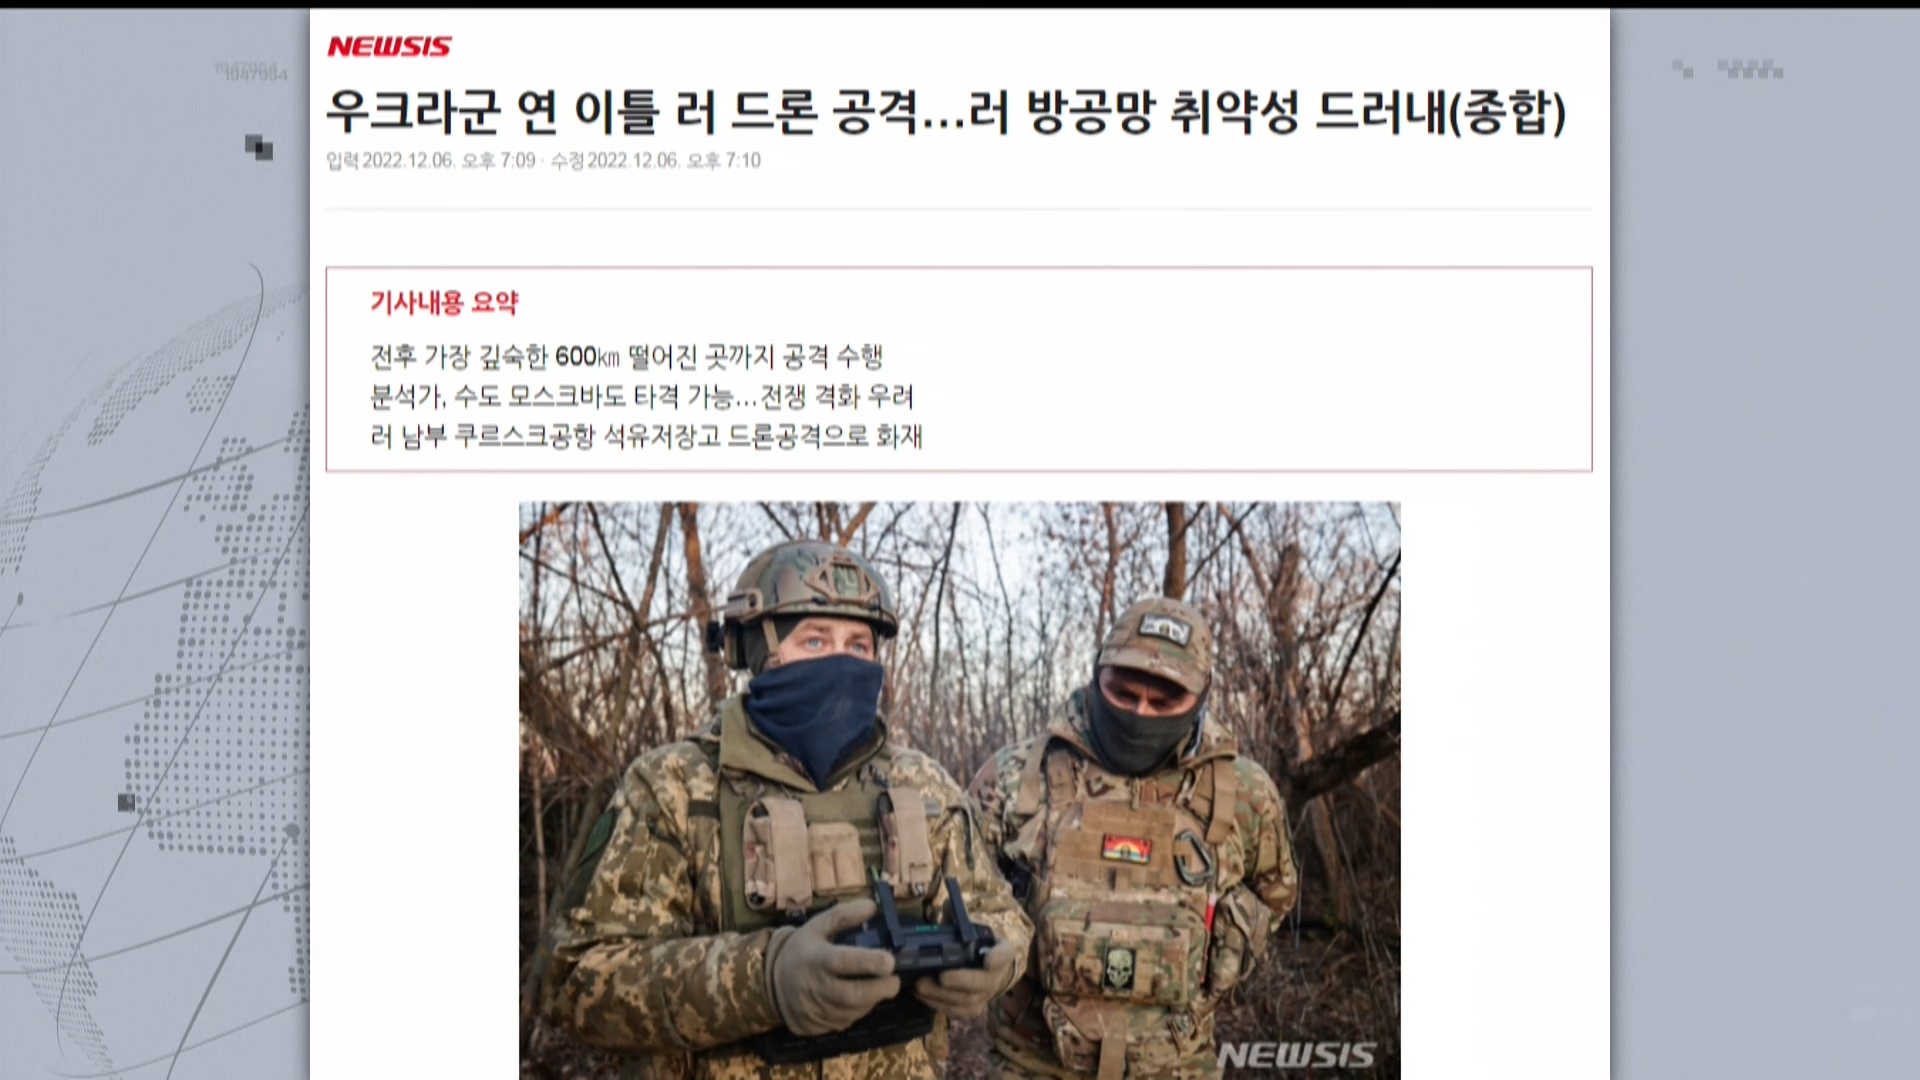 1947954
1047954
NEWSIS
우크라군 연 이틀 러 드론 공격...러 방공망 취약성 드러내(종합)
입력 2022.12.06. 오후 7:09 · 수정 2022.12.06. 오후 7:10
기사내용 요약
전후 가장 깊숙한 600㎞ 떨어진 곳까지 공격 수행
분석가, 수도 모스크바도 타격 가능...전쟁 격화 우려
러 남부 쿠르스크공항 석유저장고 드론공격으로 화재
NEWSIS